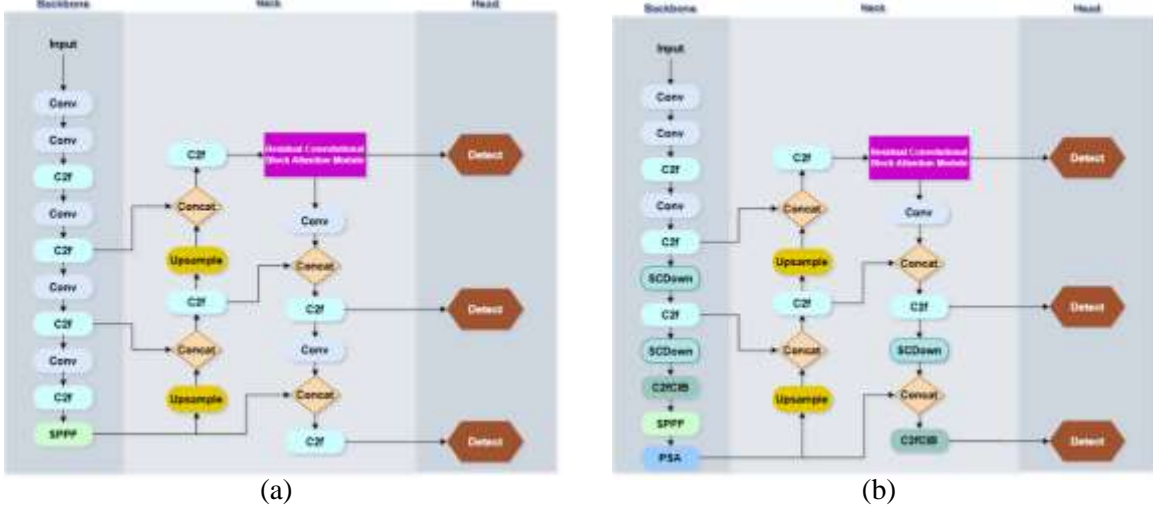 Backbone
Neck
Head
Input
Conv
Conv
C2f
Conv
C2f
Conv
C2f
Conv
C2f
SPPF
C2f
Concat
Upsample
C2f
Concat
Upsample
Residual Convolutional
Block Attention Module
Conv
Concat
C2f
Conv
Concat
C2f
Detect
Detect
Detect
(a)
Backbone
Neck
Head
Input
Conv
Conv
C2f
Conv
C2f
SCDown
C2f
SCDown
C2fCIB
SPPF
PSA
C2f
Concat
Upsample
C2f
Concat
Upsample
Residual Convolutional
Block Attention Module
Conv
Concat
C2f
SCDown
Concat
C2fCIB
Detect
Detect
Detect
(b)